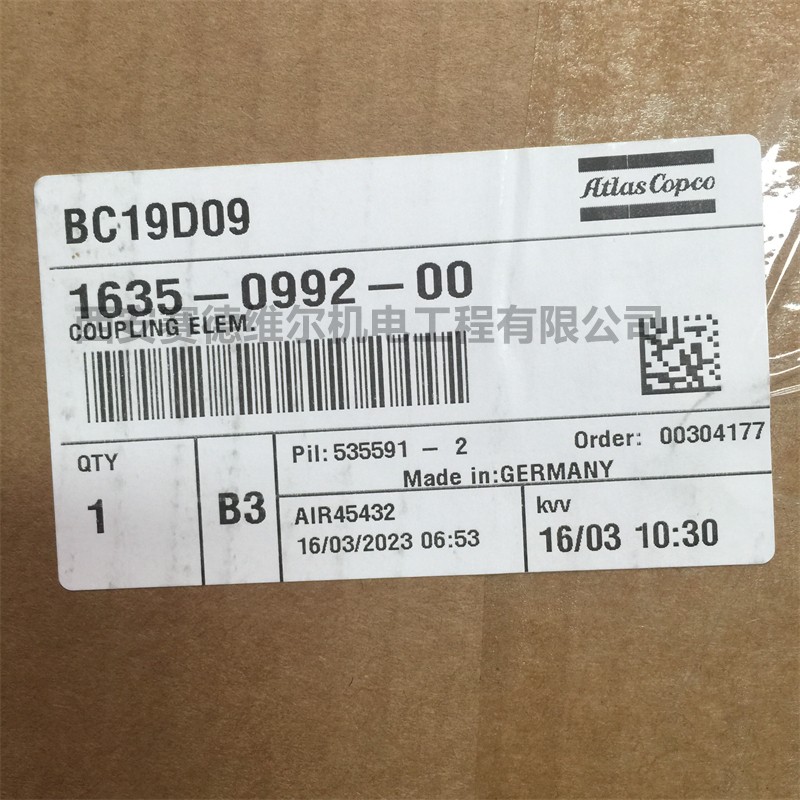 Atlas Copco
BC19D09
1635-0992-00
COUPLING ELEM.
西安赛德维尔机电工程有限公司
QTY
1
B3
Pil: 535591 - 2
Order: 00304177
Made in: GERMANY
AIR45432
16/03/2023 06:53
kvv
16/03 10:30